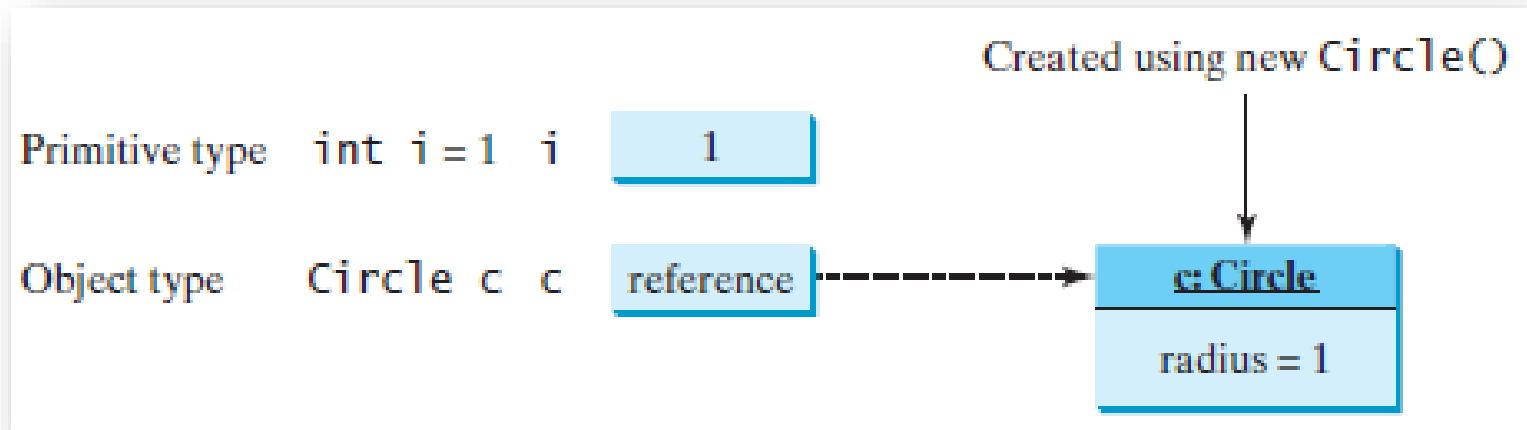 Created using new Circle()
Primitive type int i = 1 i 1
Object type Circle c c reference c: Circle
radius = 1